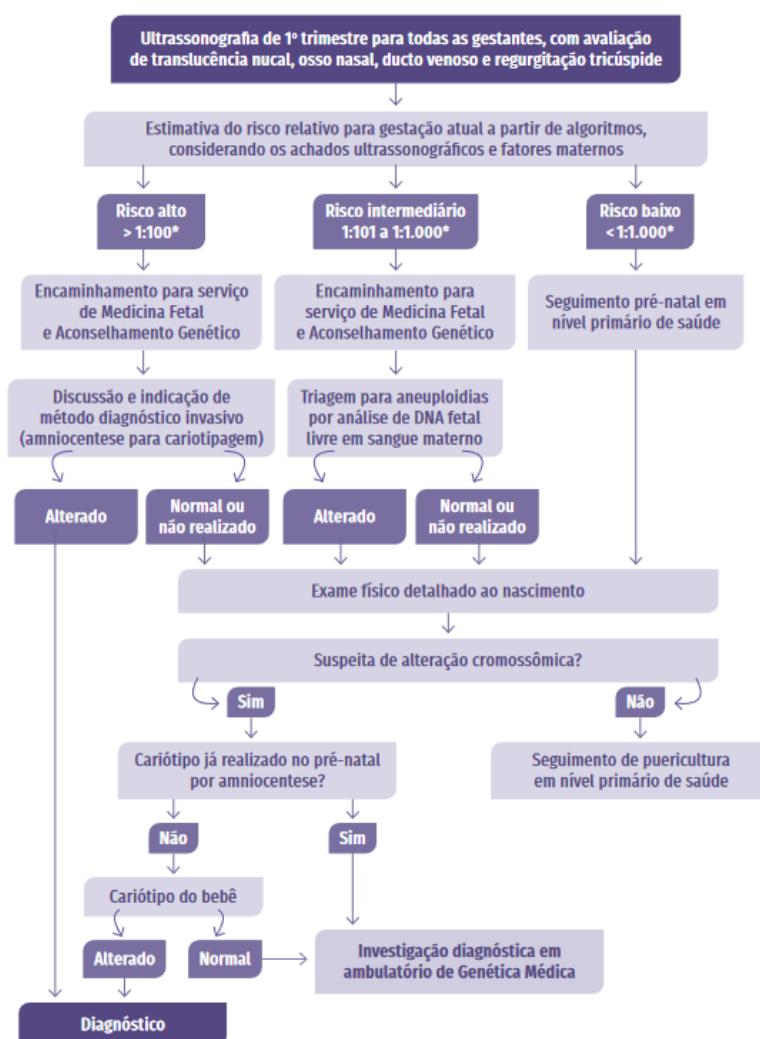 Ultrassonografia de 1º trimestre para todas as gestantes, com avaliação
de translucência nucal, osso nasal, ducto venoso e regurgitação tricúspide
Estimativa do risco relativo para gestação atual a partir de algoritmos,
considerando os achados ultrassonográficos e fatores maternos
Risco alto
> 1:100*
Risco intermediário
1:101 a 1:1.000*
Risco baixo
< 1:1.000*
Encaminhamento para serviço
de Medicina Fetal
e Aconselhamento Genético
Encaminhamento para
serviço de Medicina Fetal
e Aconselhamento Genético
Seguimento pré-natal em
nível primário de saúde
Discussão e indicação de
método diagnóstico invasivo
(amniocentese para cariotipagem)
Triagem para aneuploidias
por análise de DNA fetal
livre em sangue materno
Alterado
Normal ou
não realizado
Alterado
Normal ou
não realizado
Exame físico detalhado ao nascimento
Suspeita de alteração cromossômica?
Sim
Não
Cariótipo já realizado no pré-natal
por amniocentese?
Seguimento de puericultura
em nível primário de saúde
Não
Sim
Cariótipo do bebê
Alterado
Normal
Investigação diagnóstica em
ambulatório de Genética Médica
Diagnóstico